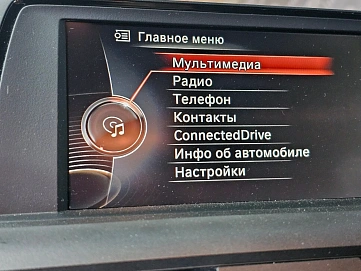 Главное меню
Мультимедиа
Радио
Телефон
Контакты
ConnectedDrive
Инфо об автомобиле
Настройки